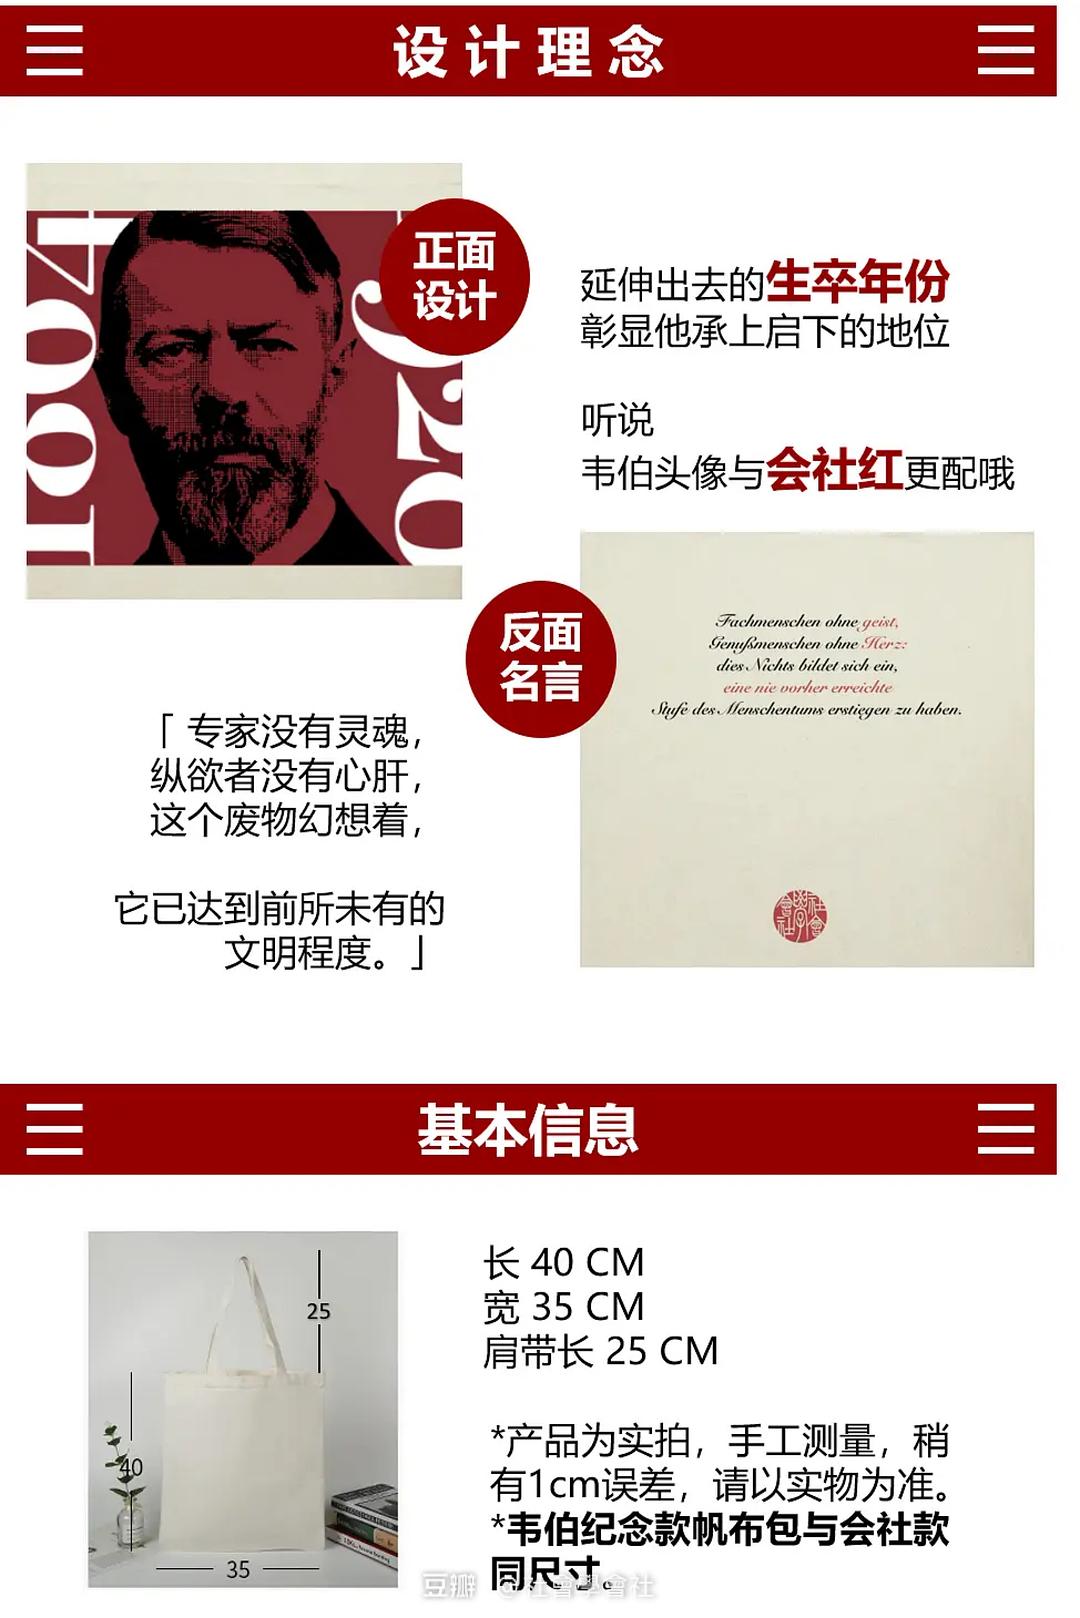 设计理念
1864
1920
正面
设计
延伸出去的生卒年份
彰显他承上启下的地位
听说
韦伯头像与会社红更配哦
反面
名言
Fachmenschen ohne geist,
Genußmenschen ohne Herz:
dies Nichts bildet sich ein,
eine nie vorher erreichte
Stufe des Menschentums erstiegen zu haben.
「 专家没有灵魂，
纵欲者没有心肝，
这个废物幻想着，
它已达到前所未有的
文明程度。」
社會學會社
基本信息
25
40
35
长 40 CM
宽 35 CM
肩带长 25 CM
*产品为实拍，手工测量，稍
有1cm误差，请以实物为准。
*韦伯纪念款帆布包与会社款
同尺寸。
豆瓣 @社會學會社